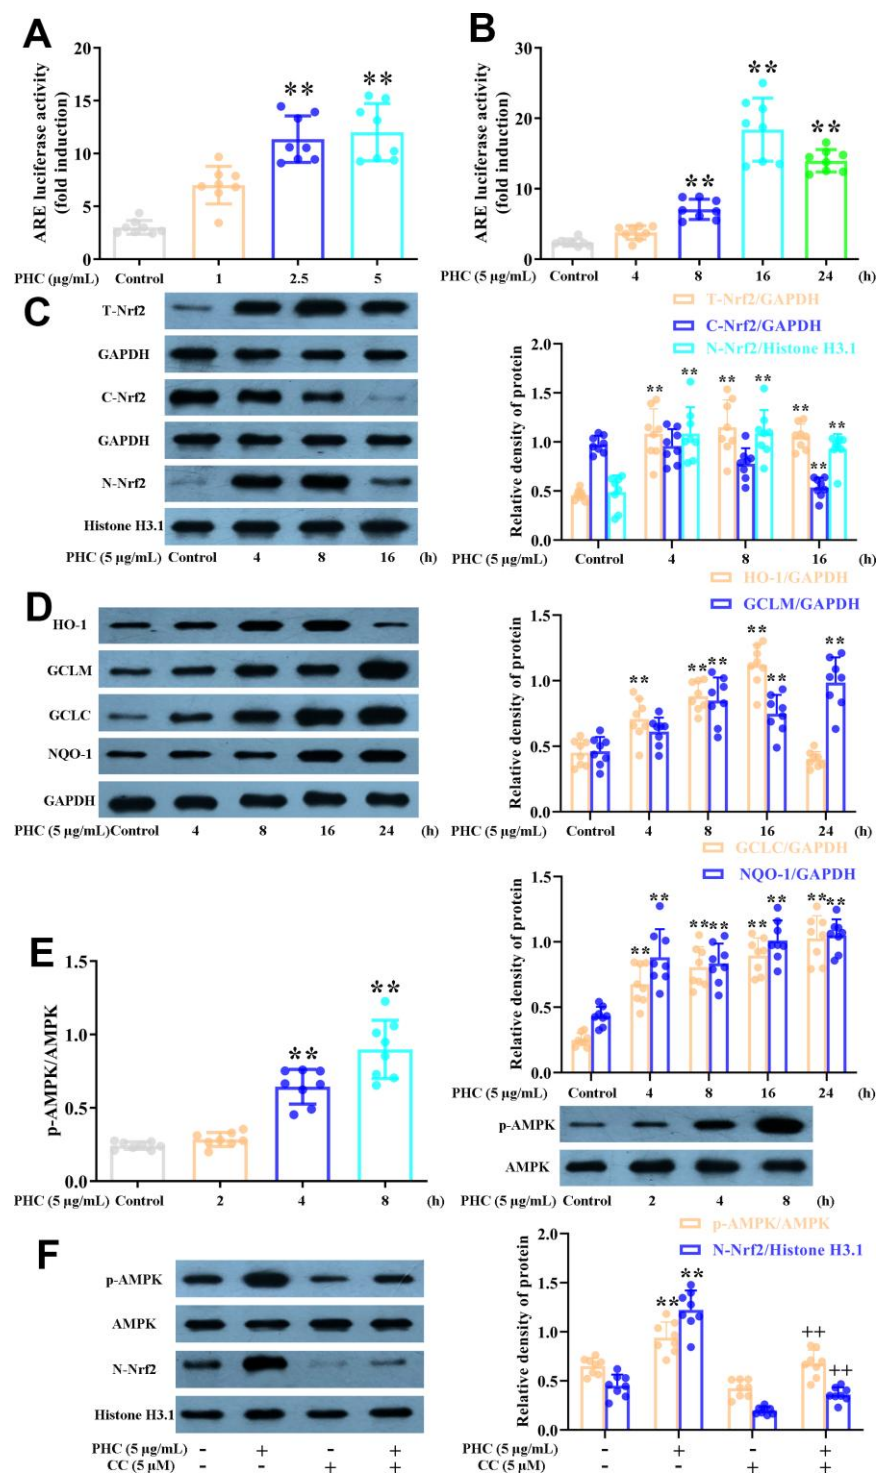 A
ARE luciferase activity
(fold induction)
20
15
10
5
0
**
**
PHC (μg/mL) Control 1 2.5 5
B
ARE luciferase activity
(fold induction)
30
20
10
0
**
**
**
PHC (5 μg/mL) Control 4 8 16 24 (h)
C
T-Nrf2
GAPDH
C-Nrf2
GAPDH
N-Nrf2
Histone H3.1
PHC (5 μg/mL) Control 4 8 16 (h)
T-Nrf2/GAPDH
C-Nrf2/GAPDH
N-Nrf2/Histone H3.1
Relative density of protein
2.0
1.5
1.0
0.5
0.0
** ** ** ** ** ** **
PHC (5 μg/mL) Control 4 8 16 (h)
D
HO-1
GCLM
GCLC
NQO-1
GAPDH
PHC (5 μg/mL) Control 4 8 16 24 (h)
HO-1/GAPDH
GCLM/GAPDH
Relative density of protein
1.5
1.0
0.5
0.0
** ** ** ** ** **
PHC (5 μg/mL) Control 4 8 16 24 (h)
GCLC/GAPDH
NQO-1/GAPDH
Relative density of protein
1.5
1.0
0.5
0.0
** ** ** ** ** ** ** **
PHC (5 μg/mL) Control 4 8 16 24 (h)
E
p-AMPK/AMPK
1.5
1.0
0.5
0.0
**
**
PHC (5 μg/mL) Control 2 4 8 (h)
p-AMPK
AMPK
PHC (5 μg/mL) Control 2 4 8 (h)
F
p-AMPK
AMPK
N-Nrf2
Histone H3.1
PHC (5 μg/mL) - + - +
CC (5 μM) - - + +
p-AMPK/AMPK
N-Nrf2/Histone H3.1
Relative density of protein
2.0
1.5
1.0
0.5
0.0
** ** ++ ++
PHC (5 μg/mL) - + - +
CC (5 μM) - - + +